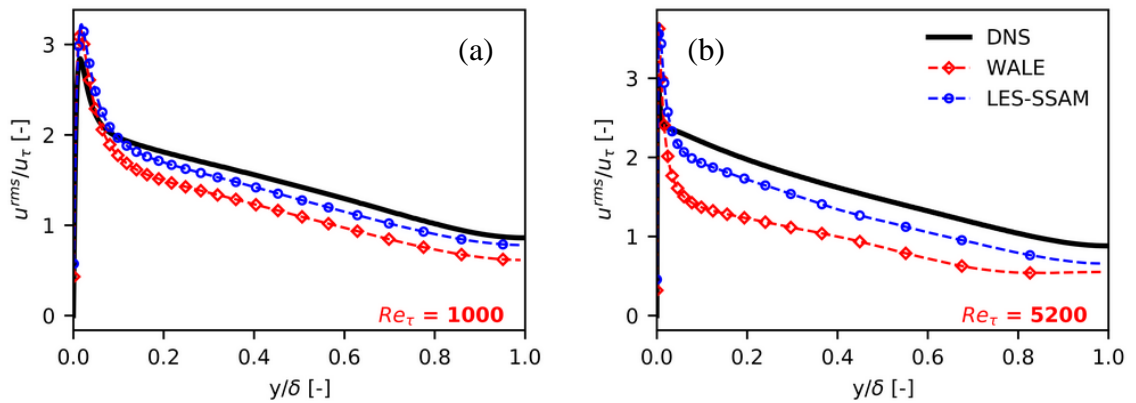 (a)
3
2
1
0
u^{rms}/u_τ [-]
0.0 0.2 0.4 0.6 0.8 1.0
y/δ [-]
Re_τ = 1000
(b)
DNS
WALE
LES-SSAM
3
2
1
0
u^{rms}/u_τ [-]
0.0 0.2 0.4 0.6 0.8 1.0
y/δ [-]
Re_τ = 5200